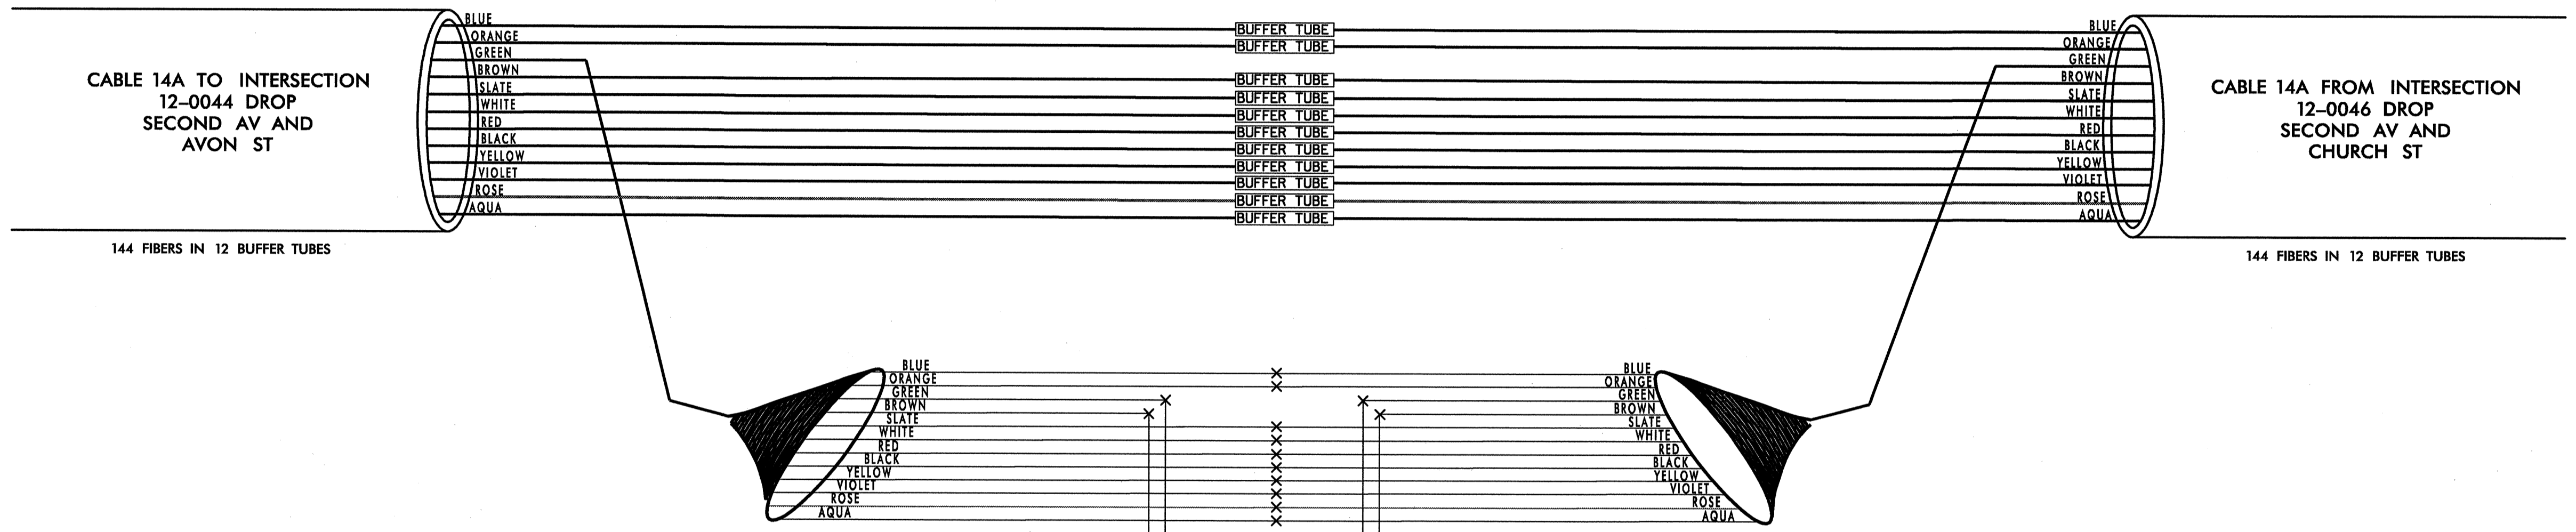 CABLE 14A TO INTERSECTION
12-0044 DROP
SECOND AV AND
AVON ST
144 FIBERS IN 12 BUFFER TUBES
BLUE
ORANGE
GREEN
BROWN
SLATE
WHITE
RED
BLACK
YELLOW
VIOLET
ROSE
AQUA
BUFFER TUBE
BUFFER TUBE
BUFFER TUBE
BUFFER TUBE
BUFFER TUBE
BUFFER TUBE
BUFFER TUBE
BUFFER TUBE
BUFFER TUBE
BUFFER TUBE
BUFFER TUBE
BLUE
ORANGE
GREEN
BROWN
SLATE
WHITE
RED
BLACK
YELLOW
VIOLET
ROSE
AQUA
CABLE 14A FROM INTERSECTION
12-0046 DROP
SECOND AV AND
CHURCH ST
144 FIBERS IN 12 BUFFER TUBES
BLUE
ORANGE
GREEN
BROWN
SLATE
WHITE
RED
BLACK
YELLOW
VIOLET
ROSE
AQUA
BLUE
ORANGE
GREEN
BROWN
SLATE
WHITE
RED
BLACK
YELLOW
VIOLET
ROSE
AQUA